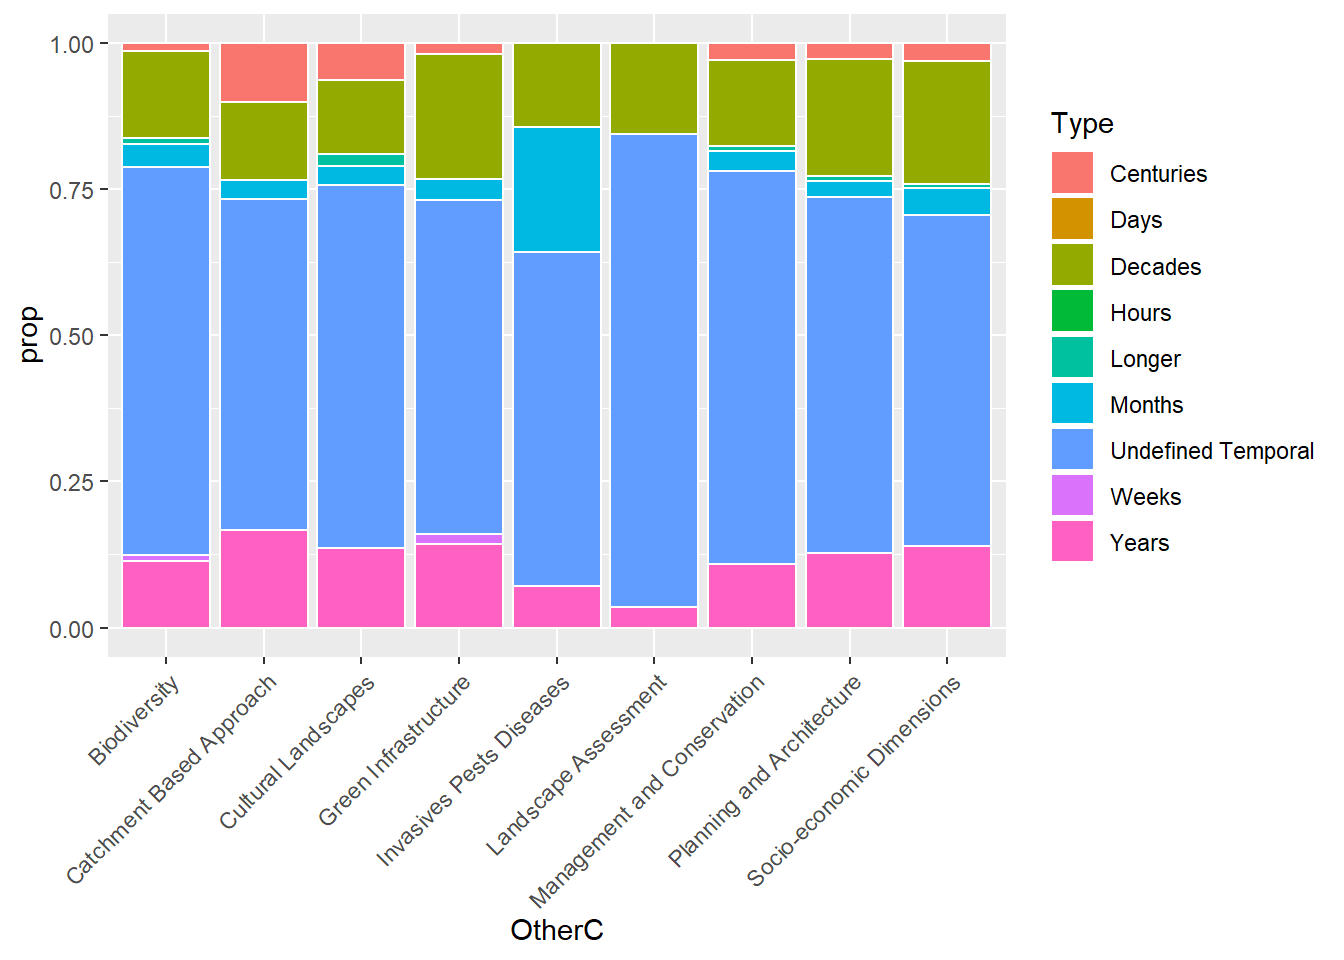 1.00
0.75
0.50
0.25
0.00
prop
Biodiversity
Catchment Based Approach
Cultural Landscapes
Green Infrastructure
Invasives Pests Diseases
Landscape Assessment
Management and Conservation
Planning and Architecture
Socio-economic Dimensions
OtherC
Type
Centuries
Days
Decades
Hours
Longer
Months
Undefined Temporal
Weeks
Years